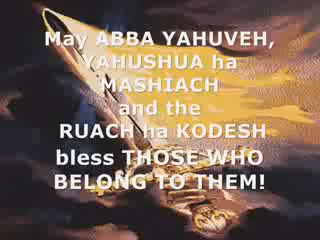 May ABBA YAHUVEH,
YAHUSHUA ha
MASHIACH
and the
RUACH ha KODESH
bless THOSE WHO
BELONG TO THEM!